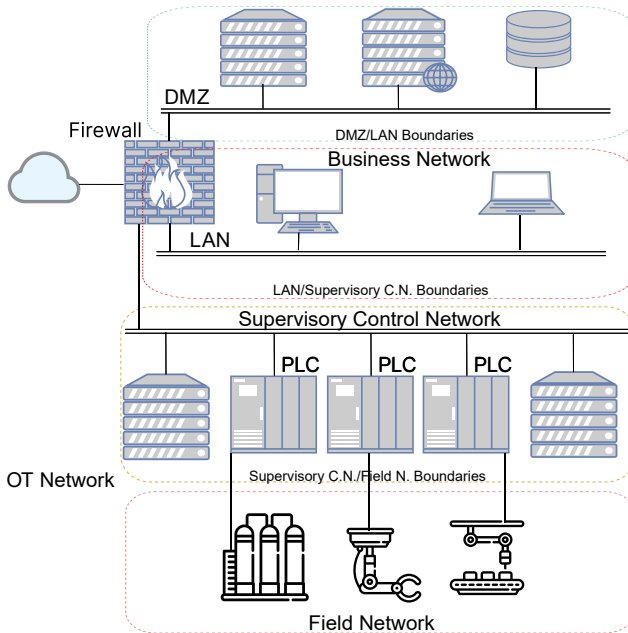 DMZ
Firewall
DMZ/LAN Boundaries
Business Network
LAN
LAN/Supervisory C.N. Boundaries
Supervisory Control Network
PLC
PLC
PLC
Supervisory C.N./Field N. Boundaries
OT Network
Field Network